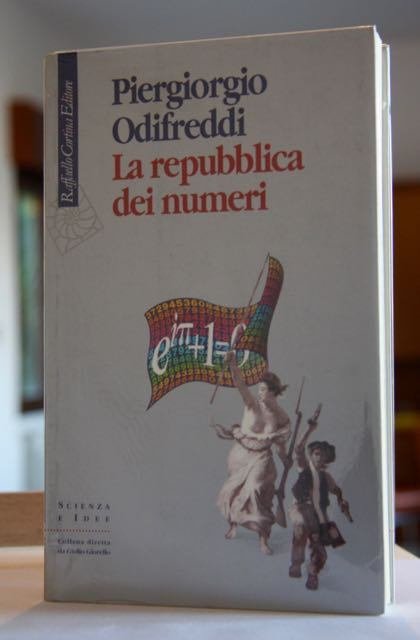 Raffaello Cortina Editore
Piergiorgio
Odifreddi
La repubblica
dei numeri
e^iπ+1=0
SCIENZA
E IDEE
Collana diretta
da Giulio Giorello